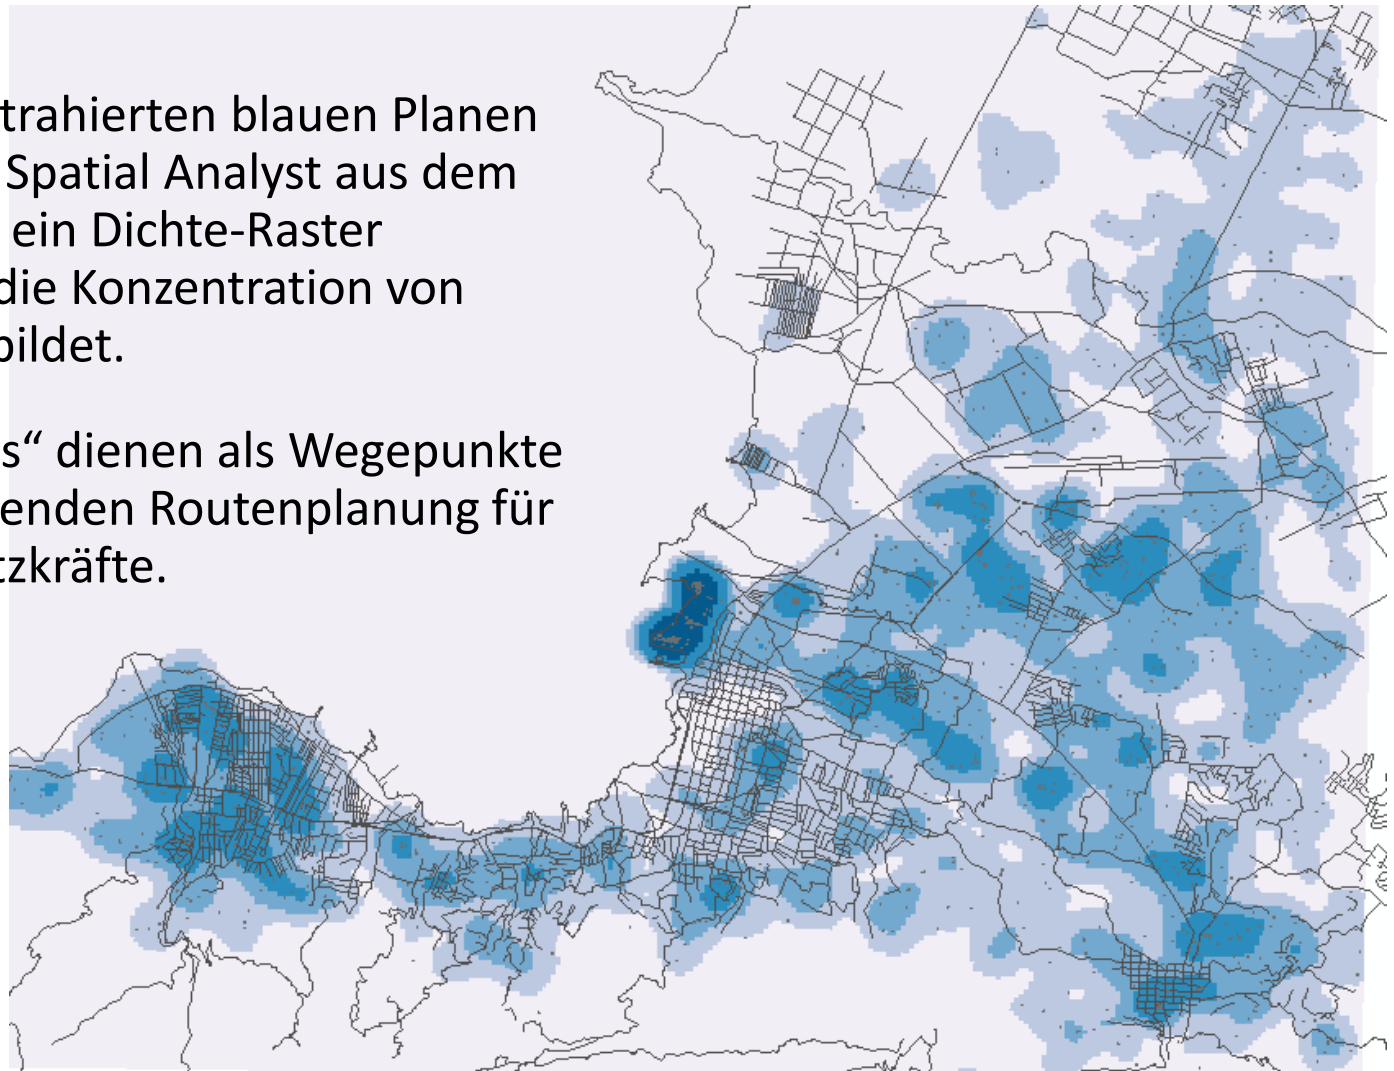 trahierten blauen Planen
Spatial Analyst aus dem
ein Dichte-Raster
die Konzentration von
bildet.
s“ dienen als Wegepunkte
enden Routenplanung für
tzkräfte.